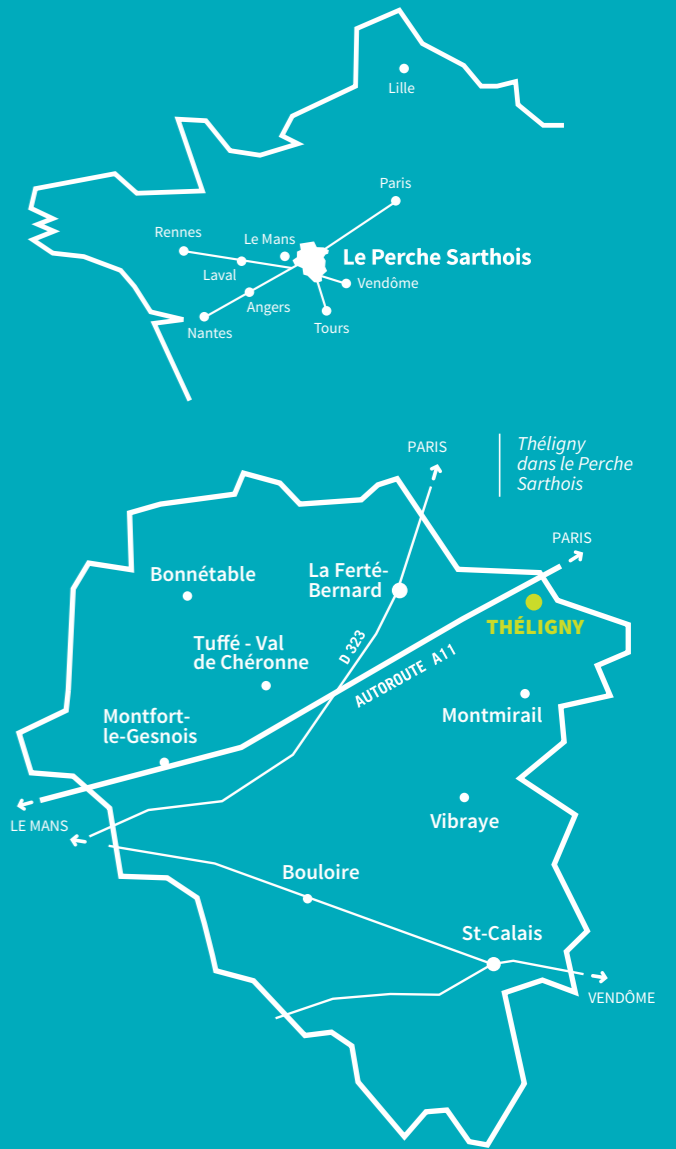 Lille
Paris
Rennes
Le Mans
Le Perche Sarthois
Laval
Vendôme
Angers
Nantes
Tours
PARIS
Théligny
dans le Perche
Sarthois
PARIS
Bonnétable
La Ferté-
Bernard
THÉLIGNY
Tuffé - Val
de Chéronne
D 323
AUTOROUTE A11
Montmirail
Montfort-
le-Gesnois
LE MANS
Vibraye
Bouloire
St-Calais
VENDÔME